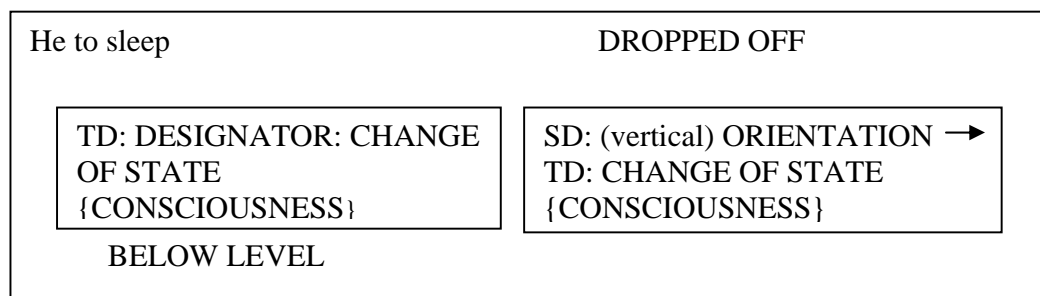 He to sleep DROPPED OFF
TD: DESIGNATOR: CHANGE
OF STATE
{CONSCIOUSNESS}
SD: (vertical) ORIENTATION →
TD: CHANGE OF STATE
{CONSCIOUSNESS}
BELOW LEVEL